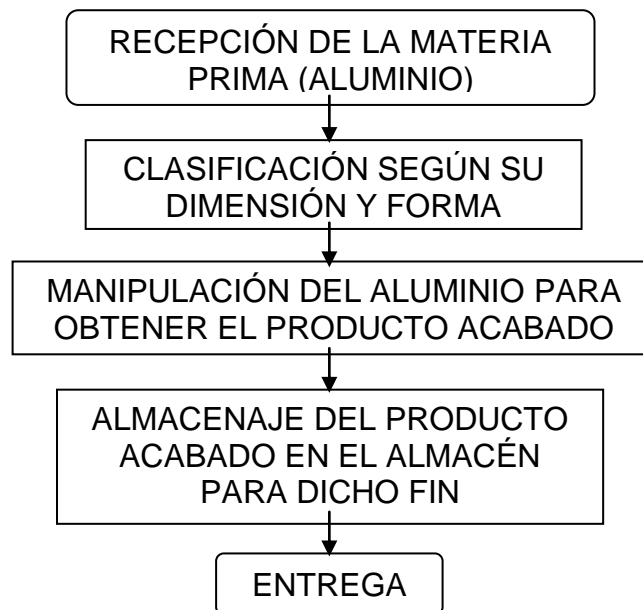 RECEPCIÓN DE LA MATERIA
PRIMA (ALUMINIO)
CLASIFICACIÓN SEGÚN SU
DIMENSIÓN Y FORMA
MANIPULACIÓN DEL ALUMINIO PARA
OBTENER EL PRODUCTO ACABADO
ALMACENAJE DEL PRODUCTO
ACABADO EN EL ALMACÉN
PARA DICHO FIN
ENTREGA